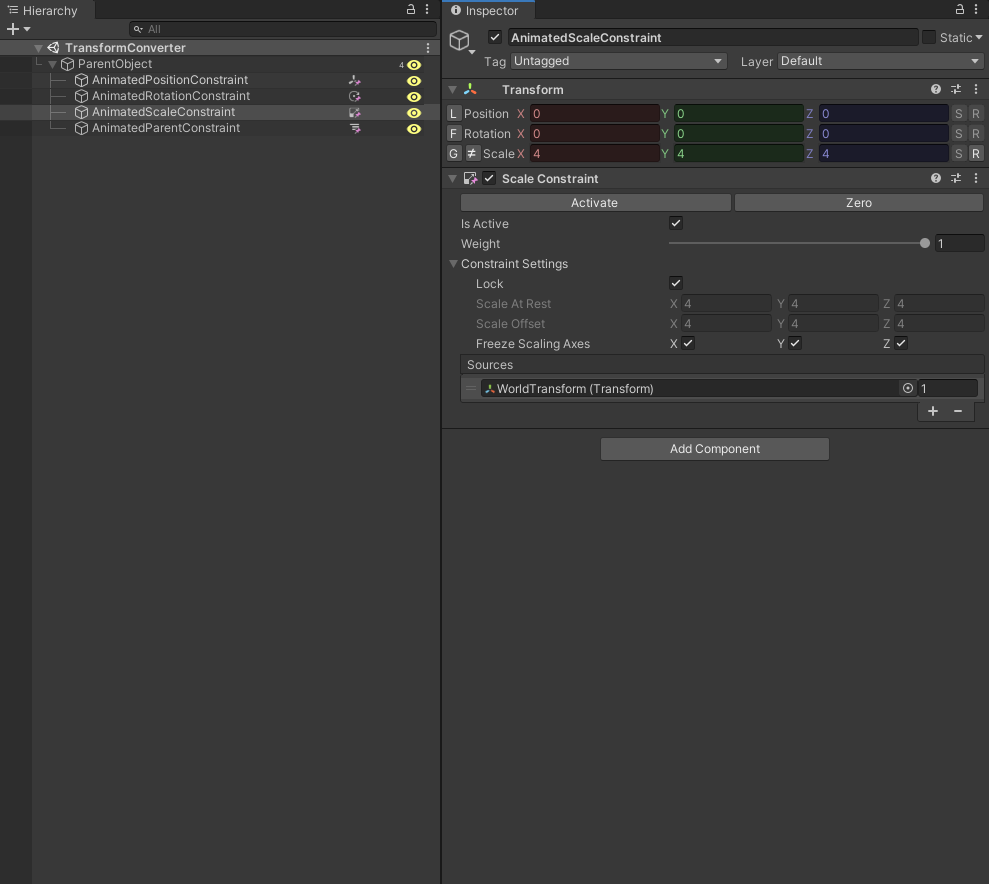 Hierarchy
All
TransformConverter
ParentObject 4
AnimatedPositionConstraint
AnimatedRotationConstraint
AnimatedScaleConstraint
AnimatedParentConstraint
Inspector
AnimatedScaleConstraint Static
Tag Untagged Layer Default
Transform
L Position X 0 Y 0 Z 0 S R
F Rotation X 0 Y 0 Z 0 S R
G ≠ Scale X 4 Y 4 Z 4 S R
Scale Constraint
Activate Zero
Is Active
Weight 1
Constraint Settings
Lock
Scale At Rest X 4 Y 4 Z 4
Scale Offset X 4 Y 4 Z 4
Freeze Scaling Axes X Y Z
Sources
WorldTransform (Transform) 1
+ −
Add Component